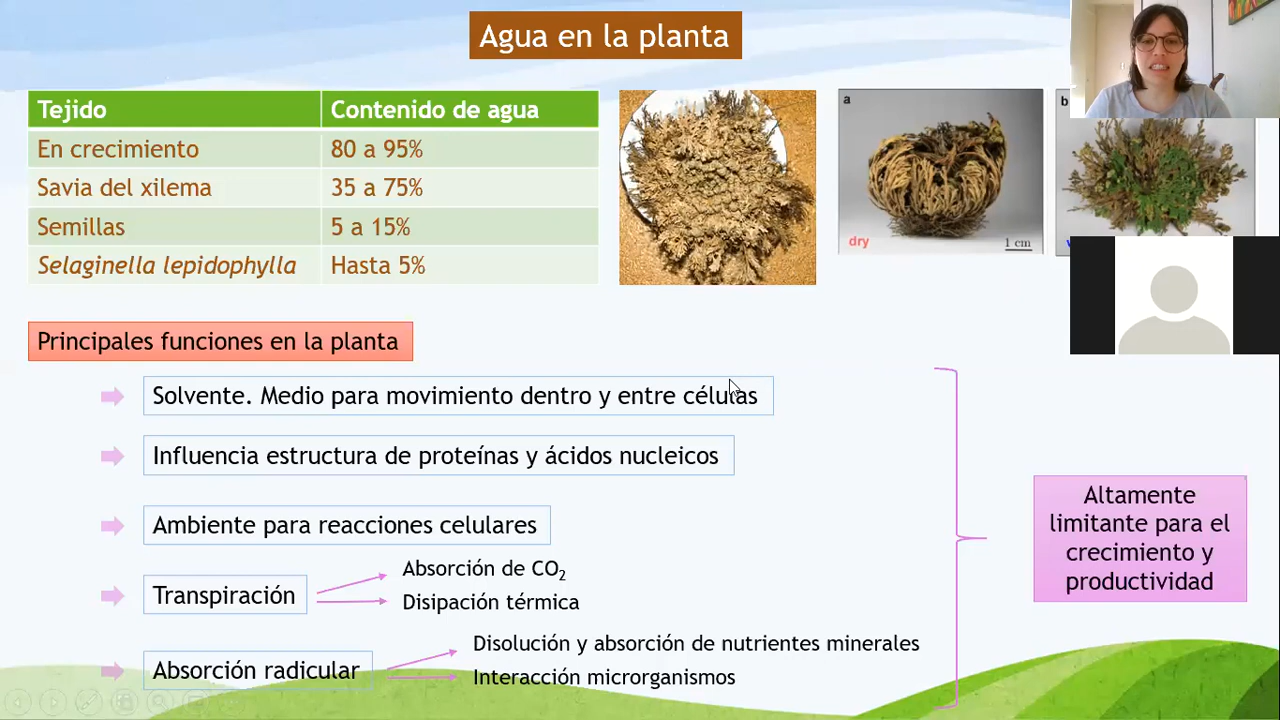 Agua en la planta
Tejido Contenido de agua
En crecimiento 80 a 95%
Savia del xilema 35 a 75%
Semillas 5 a 15%
Selaginella lepidophylla Hasta 5%
a
dry
1 cm
b
Principales funciones en la planta
Solvente. Medio para movimiento dentro y entre células
Influencia estructura de proteínas y ácidos nucleicos
Ambiente para reacciones celulares
Transpiración
Absorción de CO₂
Disipación térmica
Absorción radicular
Disolución y absorción de nutrientes minerales
Interacción microrganismos
Altamente
limitante para el
crecimiento y
productividad